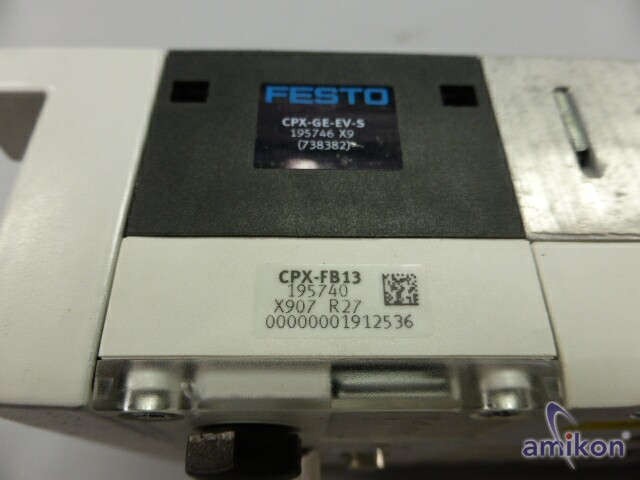 FESTO
CPX-GE-EV-S
195746 X9
(738382)
CPX-FB13
195740
X907 R27
00000001912536
amikon®